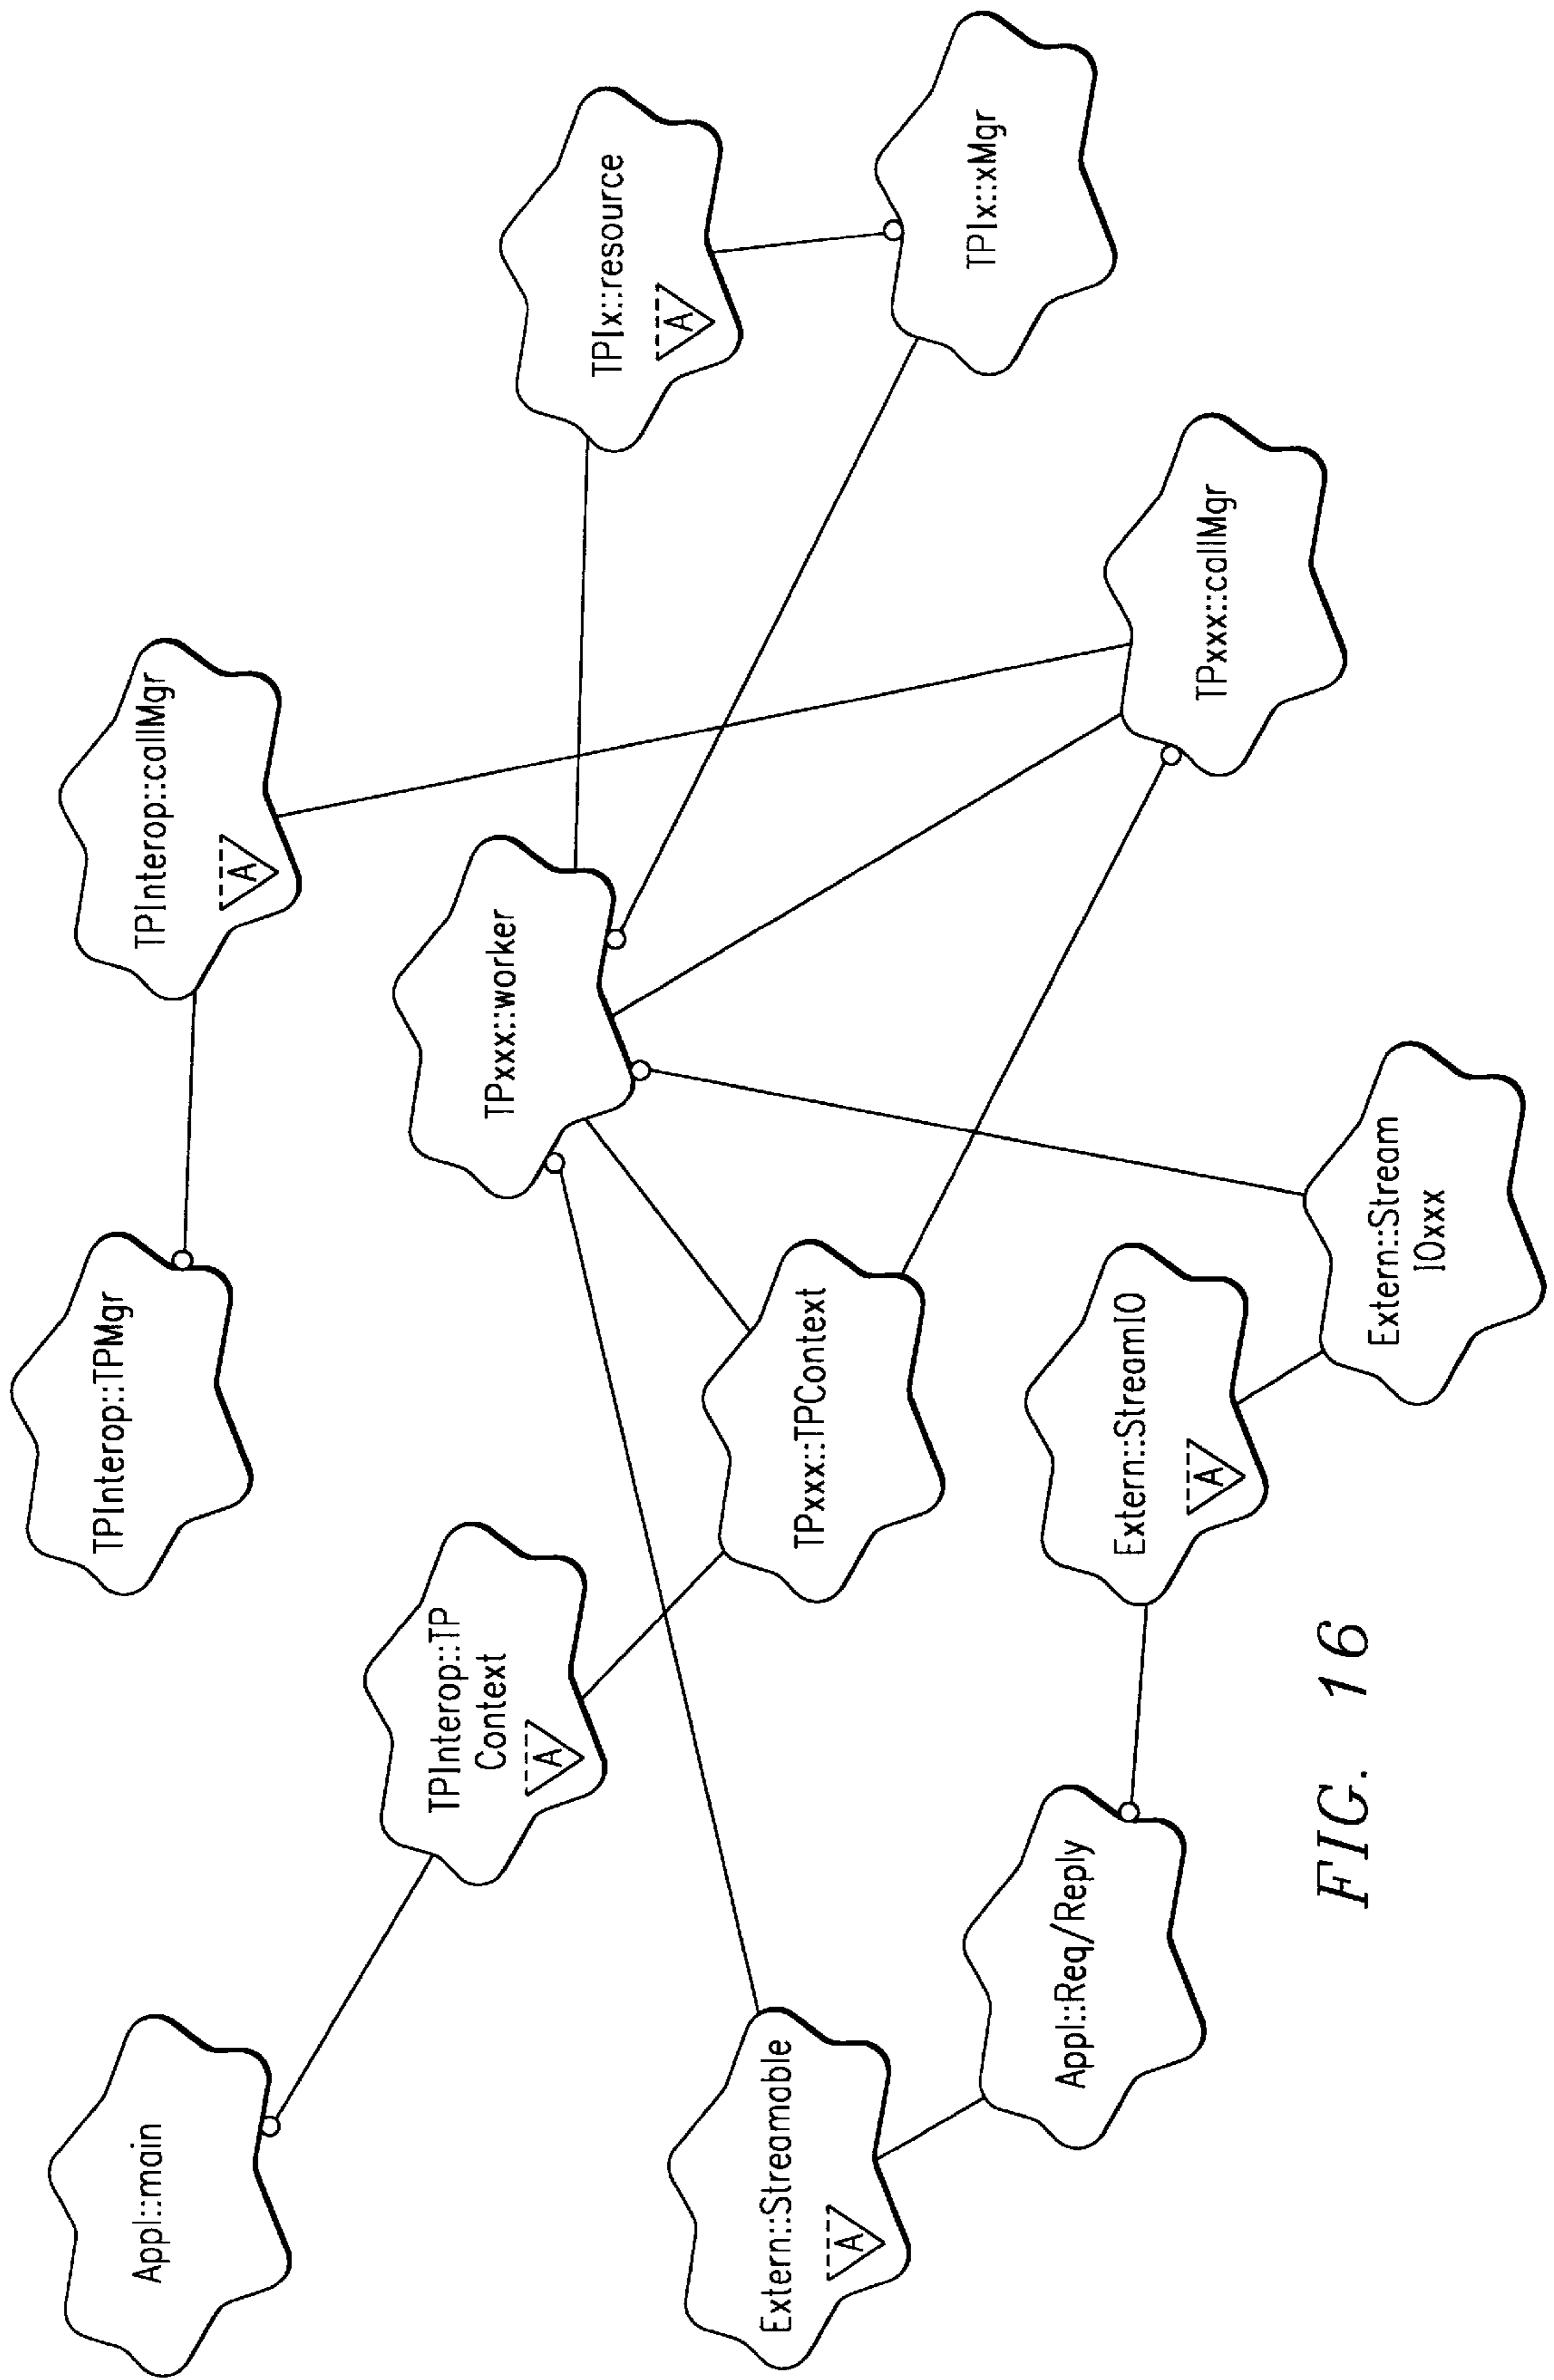 Appl::main
TPInterop::TPMgr
TPInterop::callMgr
A
TPInterop::TP
Context
A
TPxxx::worker
TPIx::resource
A
Extern::Streamable
A
TPxxx::TPContext
TPIx::xMgr
Appl::Req/Reply
Extern::StreamIO
A
TPxxx::callMgr
Extern::Stream
IOxxx
FIG. 16